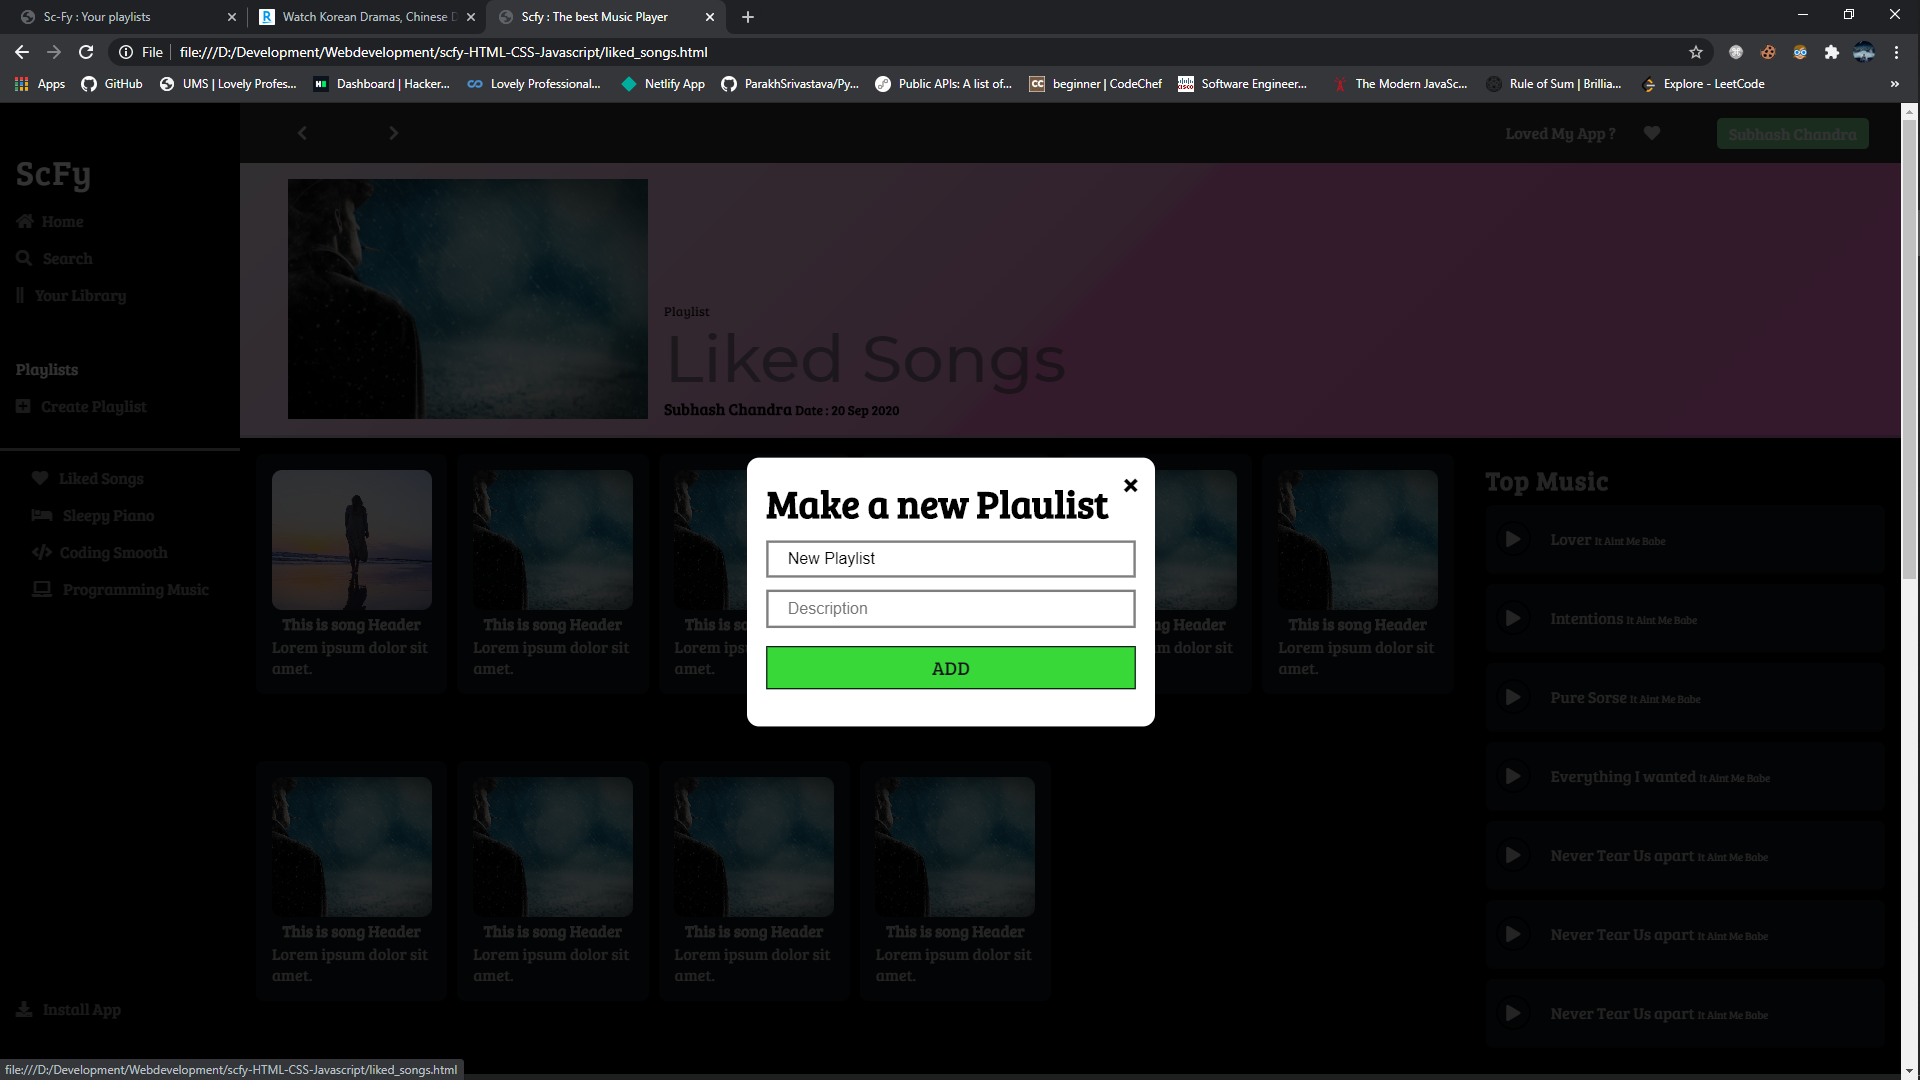 Sc-Fy : Your playlists
Watch Korean Dramas, Chinese D
Scfy : The best Music Player
File file:///D:/Development/Webdevelopment/scfy-HTML-CSS-Javascript/liked_songs.html
Apps GitHub UMS | Lovely Profes... Dashboard | Hacker... Lovely Professional... Netlify App ParakhSrivastava/Py... Public APIs: A list of... beginner | CodeChef Software Engineer... The Modern JavaSc... Rule of Sum | Brillia... Explore - LeetCode »
Loved My App ? Subhash Chandra
ScFy
Home
Search
Your Library
Playlists
Create Playlist
Liked Songs
Sleepy Piano
Coding Smooth
Programming Music
Install App
Playlist
Liked Songs
Subhash Chandra Date : 20 Sep 2020
Make a new Plaulist
New Playlist
Description
ADD
This is song Header
Lorem ipsum dolor sit
amet.
This is song Header
Lorem ipsum dolor sit
amet.
This is so
Lorem ip
amet.
ng Header
um dolor sit
This is song Header
Lorem ipsum dolor sit
amet.
This is song Header
Lorem ipsum dolor sit
amet.
This is song Header
Lorem ipsum dolor sit
amet.
This is song Header
Lorem ipsum dolor sit
amet.
This is song Header
Lorem ipsum dolor sit
amet.
Top Music
Lover It Aint Me Babe
Intentions It Aint Me Babe
Pure Sorse It Aint Me Babe
Everything I wanted It Aint Me Babe
Never Tear Us apart It Aint Me Babe
Never Tear Us apart It Aint Me Babe
Never Tear Us apart It Aint Me Babe
file:///D:/Development/Webdevelopment/scfy-HTML-CSS-Javascript/liked_songs.html